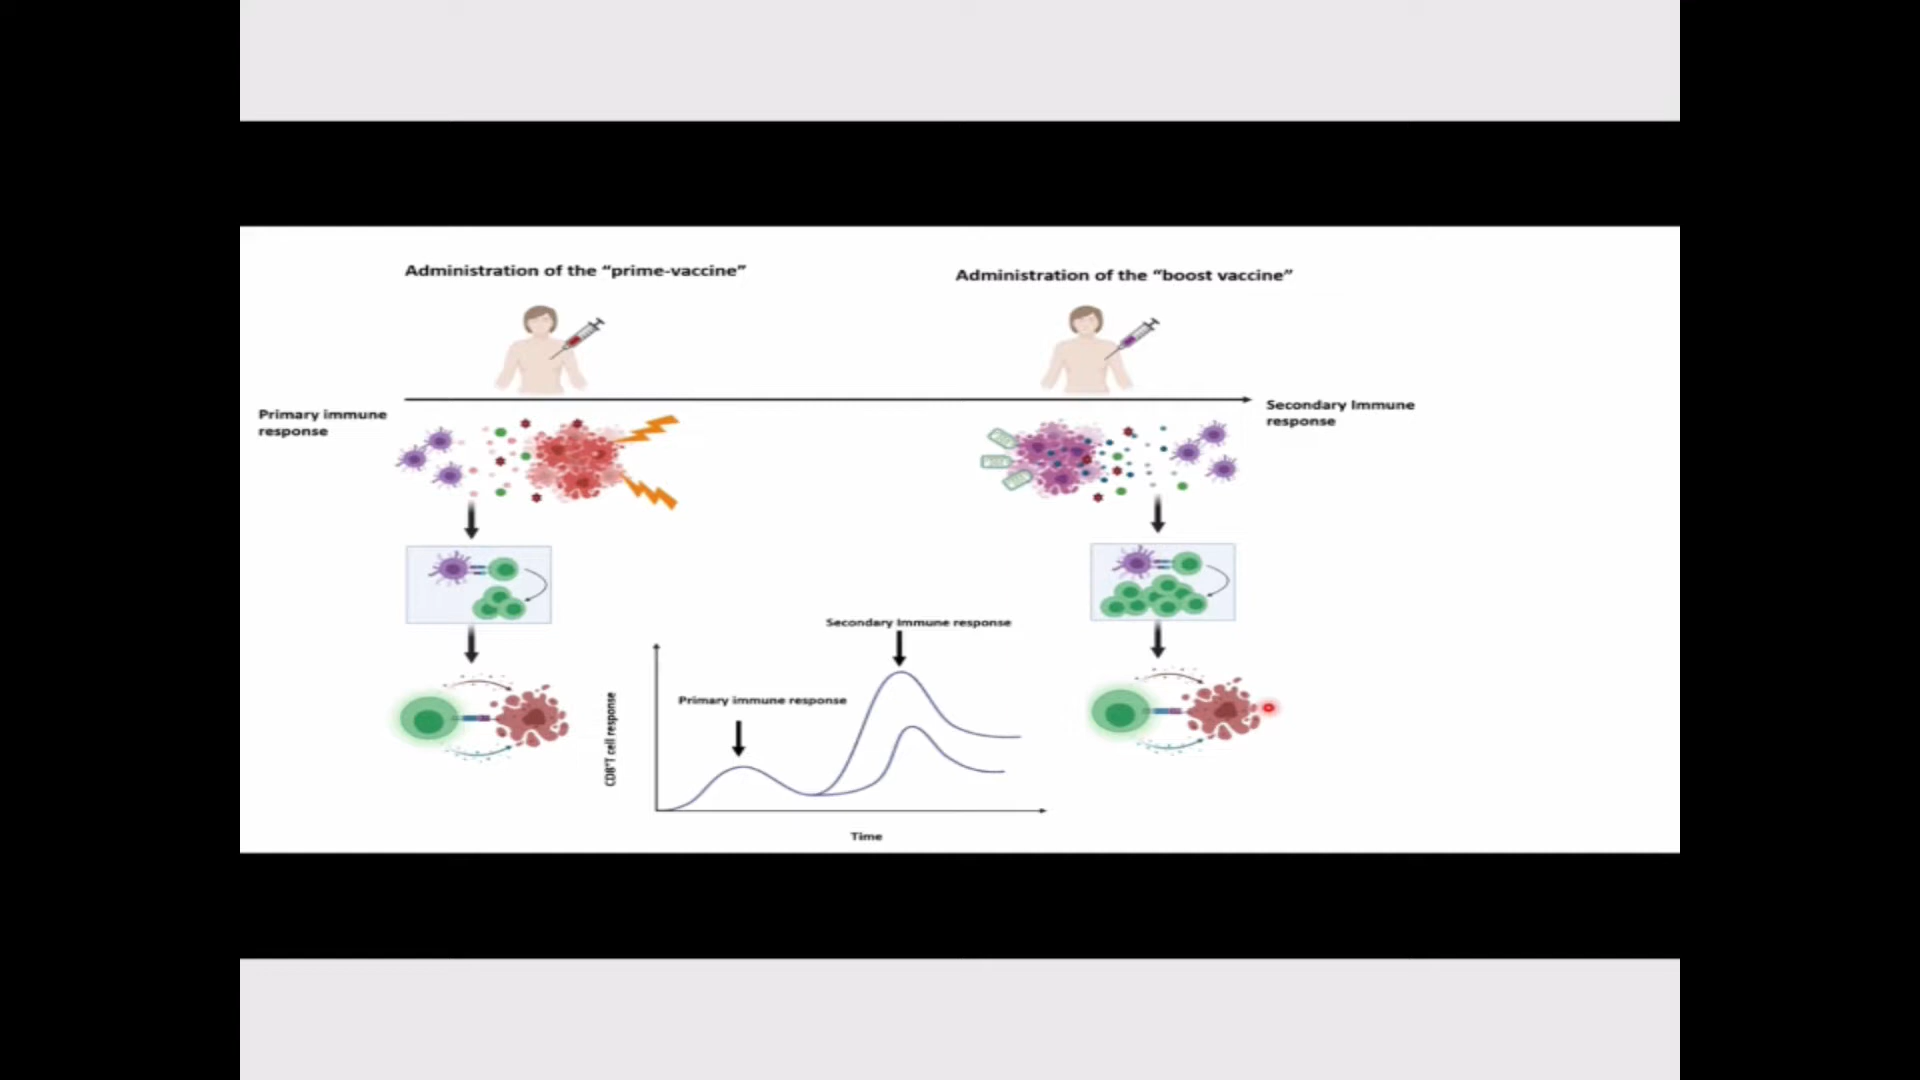 Administration of the “prime-vaccine”
Administration of the “boost vaccine”
Primary immune
response
Secondary Immune
response
Secondary Immune response
Primary immune response
CD8⁺T cell response
Time